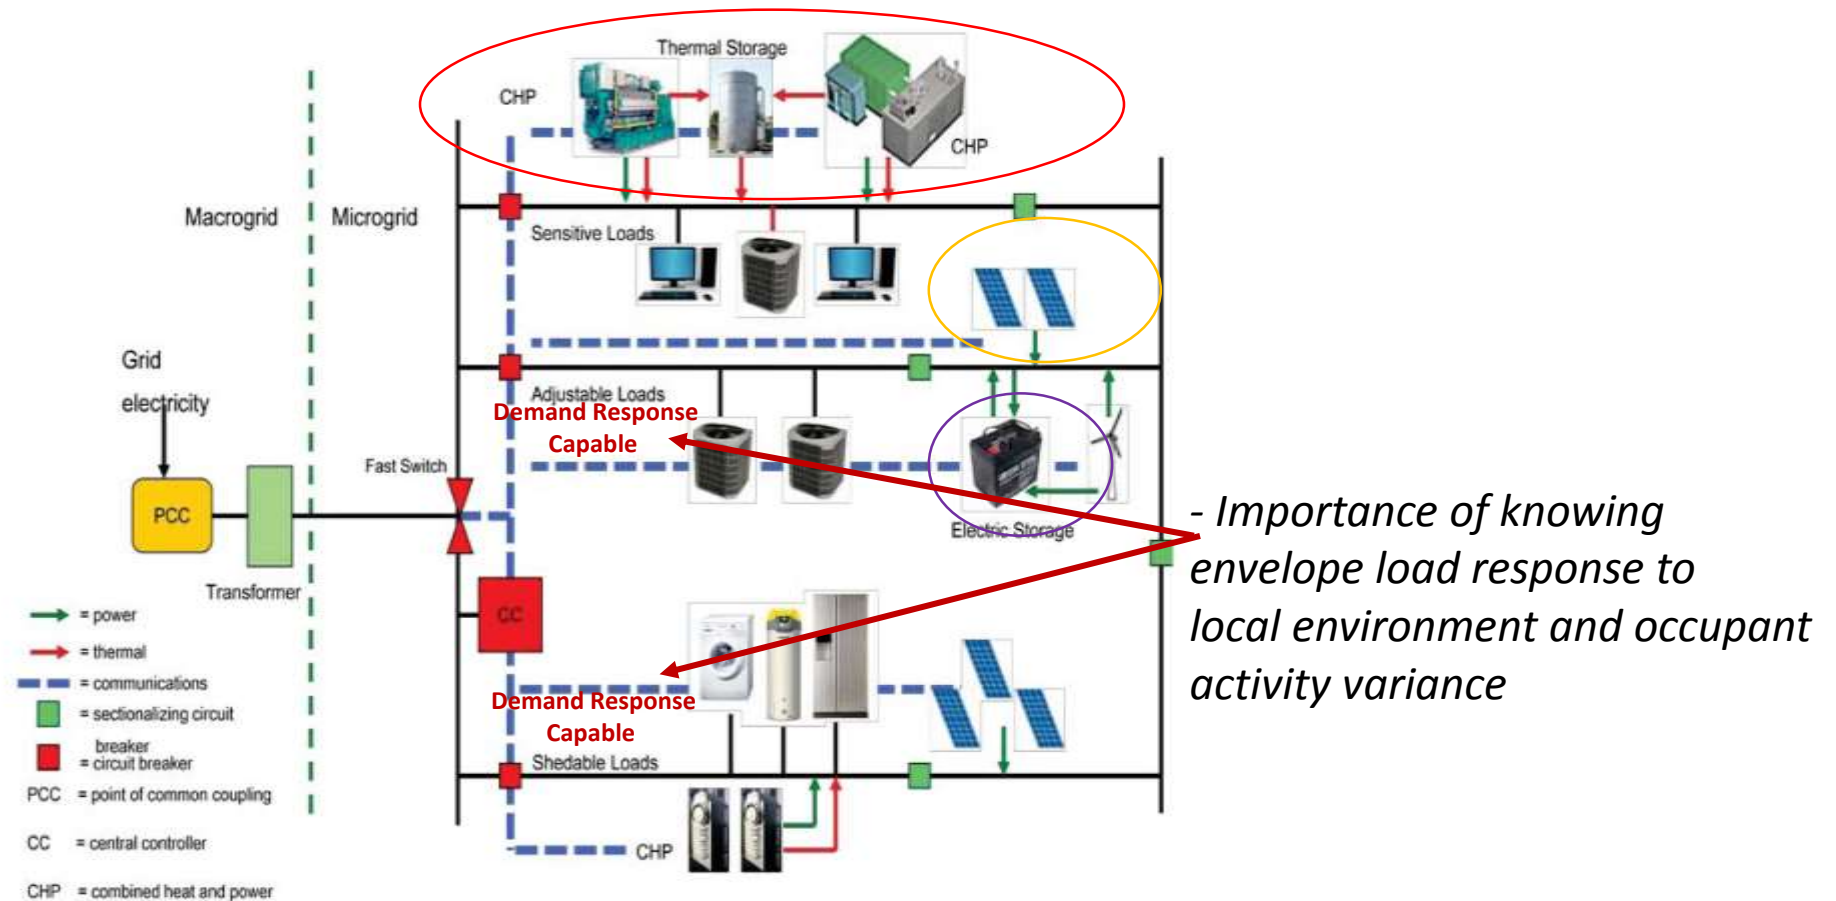 Thermal Storage
CHP
CHP
Macrogrid
Microgrid
Sensitive Loads
Grid
electricity
Adjustable Loads
Demand Response
Capable
Fast Switch
PCC
Electric Storage
- Importance of knowing
envelope load response to
local environment and occupant
activity variance
Transformer
CC
Demand Response
Capable
Shedable Loads
CHP
= power
= thermal
= communications
= sectionalizing circuit
breaker
= circuit breaker
PCC = point of common coupling
CC = central controller
CHP = combined heat and power